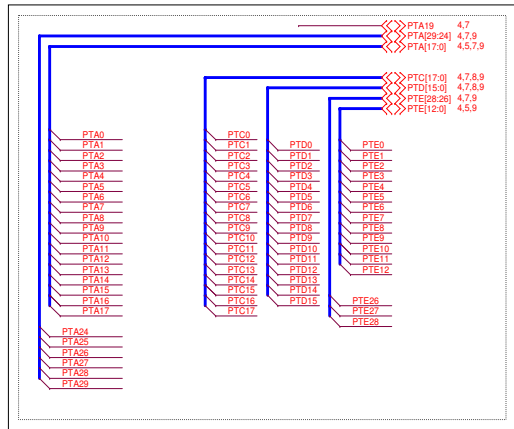 PTA19 4,7
PTA[29:24] 4,7,9
PTA[17:0] 4,5,7,9
PTC[17:0] 4,7,8,9
PTD[15:0] 4,7,8,9
PTE[28:26] 4,7,9
PTE[12:0] 4,5,9
PTA0 PTC0
PTA1 PTC1 PTD0 PTE0
PTA2 PTC2 PTD1 PTE1
PTA3 PTC3 PTD2 PTE2
PTA4 PTC4 PTD3 PTE3
PTA5 PTC5 PTD4 PTE4
PTA6 PTC6 PTD5 PTE5
PTA7 PTC7 PTD6 PTE6
PTA8 PTC8 PTD7 PTE7
PTA9 PTC9 PTD8 PTE8
PTA10 PTC10 PTD9 PTE9
PTA11 PTC11 PTD10 PTE10
PTA12 PTC12 PTD11 PTE11
PTA13 PTC13 PTD12 PTE12
PTA14 PTC14 PTD13
PTA15 PTC15 PTD14
PTA16 PTC16 PTD15 PTE26
PTA17 PTC17 PTE27
PTE28
PTA24
PTA25
PTA26
PTA27
PTA28
PTA29